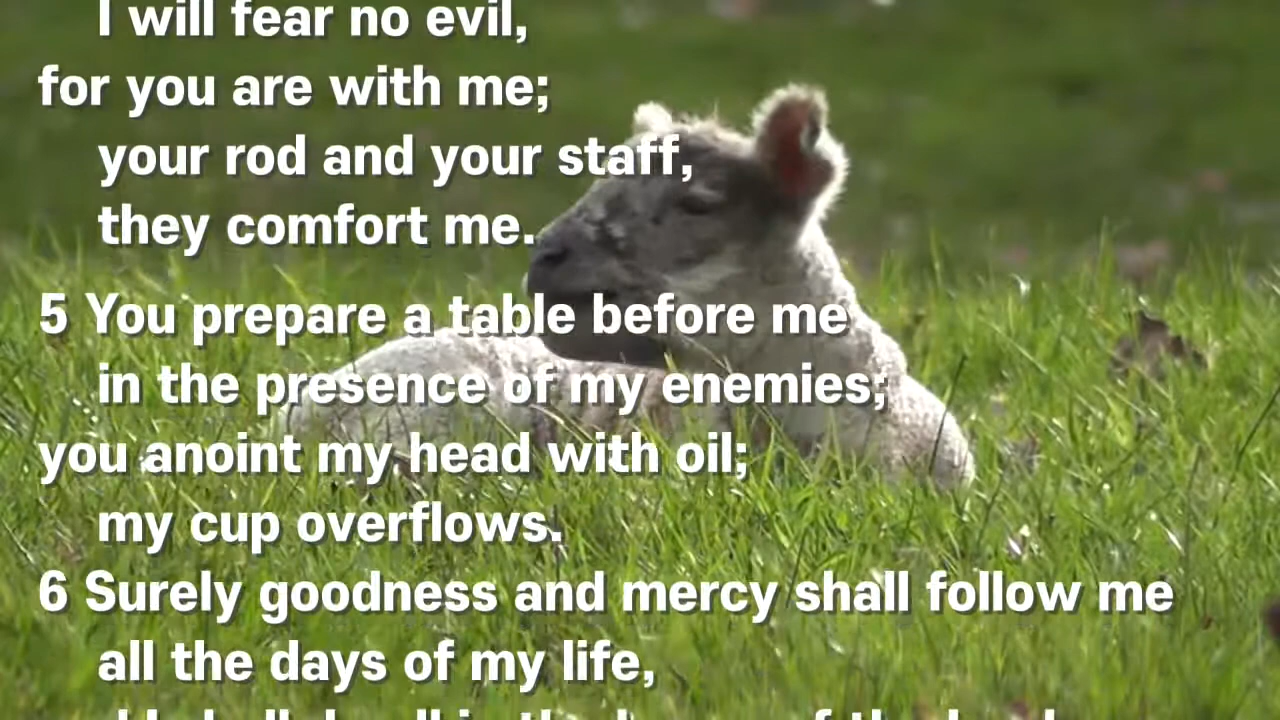 I will fear no evil,
for you are with me;
your rod and your staff,
they comfort me.
5 You prepare a table before me
in the presence of my enemies;
you anoint my head with oil;
my cup overflows.
6 Surely goodness and mercy shall follow me
all the days of my life,